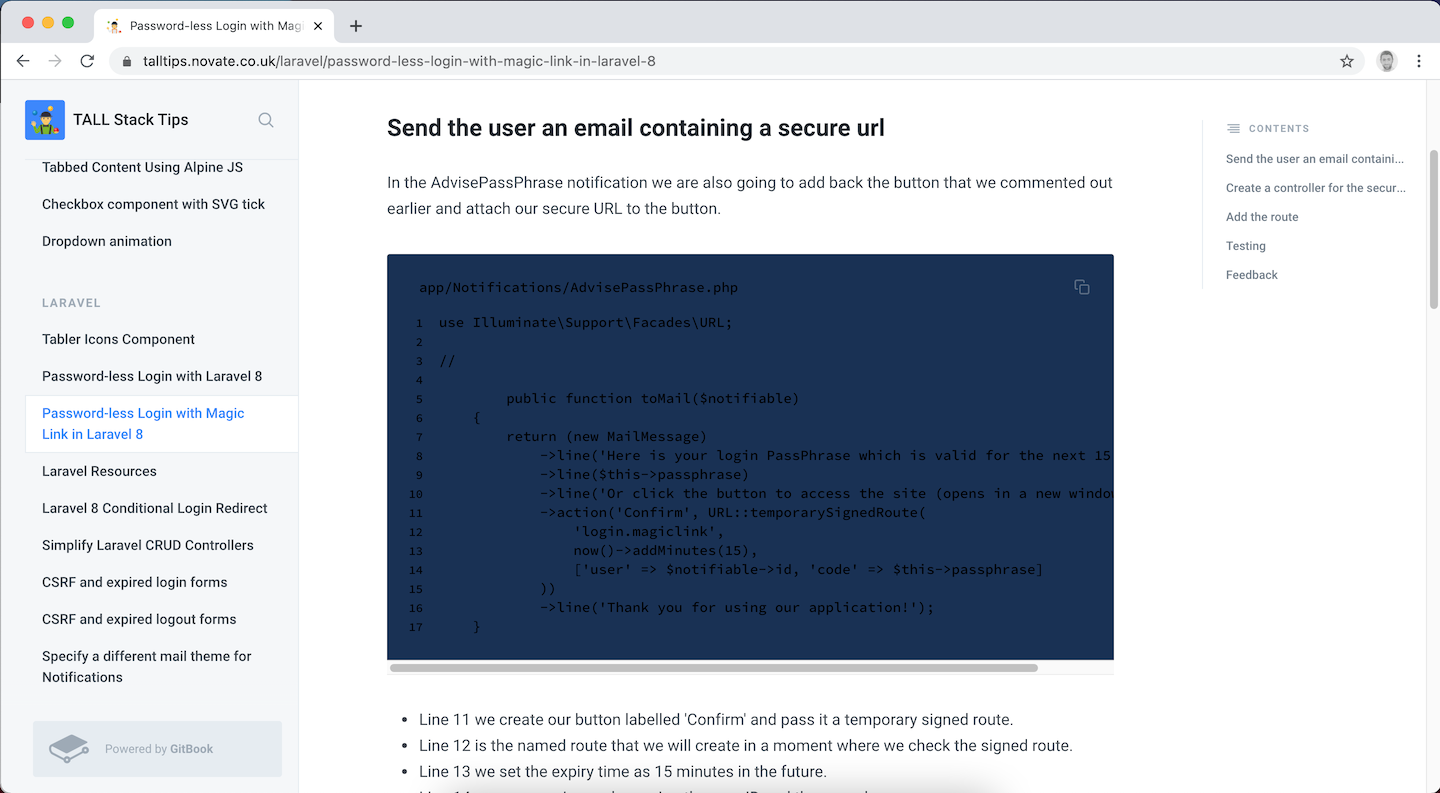 Password-less Login with Mag
talltips.novate.co.uk/laravel/password-less-login-with-magic-link-in-laravel-8
TALL Stack Tips
Tabbed Content Using Alpine JS
Checkbox component with SVG tick
Dropdown animation
LARAVEL
Tabler Icons Component
Password-less Login with Laravel 8
Password-less Login with Magic
Link in Laravel 8
Laravel Resources
Laravel 8 Conditional Login Redirect
Simplify Laravel CRUD Controllers
CSRF and expired login forms
CSRF and expired logout forms
Specify a different mail theme for
Notifications
Powered by GitBook
Send the user an email containing a secure url
In the AdvisePassPhrase notification we are also going to add back the button that we commented out
earlier and attach our secure URL to the button.
app/Notifications/AdvisePassPhrase.php
1 use Illuminate\Support\Facades\URL;
2
3 //
4
5 public function toMail($notifiable)
6 {
7 return (new MailMessage)
8 ->line('Here is your login PassPhrase which is valid for the next 15
9 ->line($this->passphrase)
10 ->line('Or click the button to access the site (opens in a new window
11 ->action('Confirm', URL::temporarySignedRoute(
12 'login.magiclink',
13 now()->addMinutes(15),
14 ['user' => $notifiable->id, 'code' => $this->passphrase]
15 ))
16 ->line('Thank you for using our application!');
17 }
• Line 11 we create our button labelled 'Confirm' and pass it a temporary signed route.
• Line 12 is the named route that we will create in a moment where we check the signed route.
• Line 13 we set the expiry time as 15 minutes in the future.
CONTENTS
Send the user an email containi...
Create a controller for the secur...
Add the route
Testing
Feedback